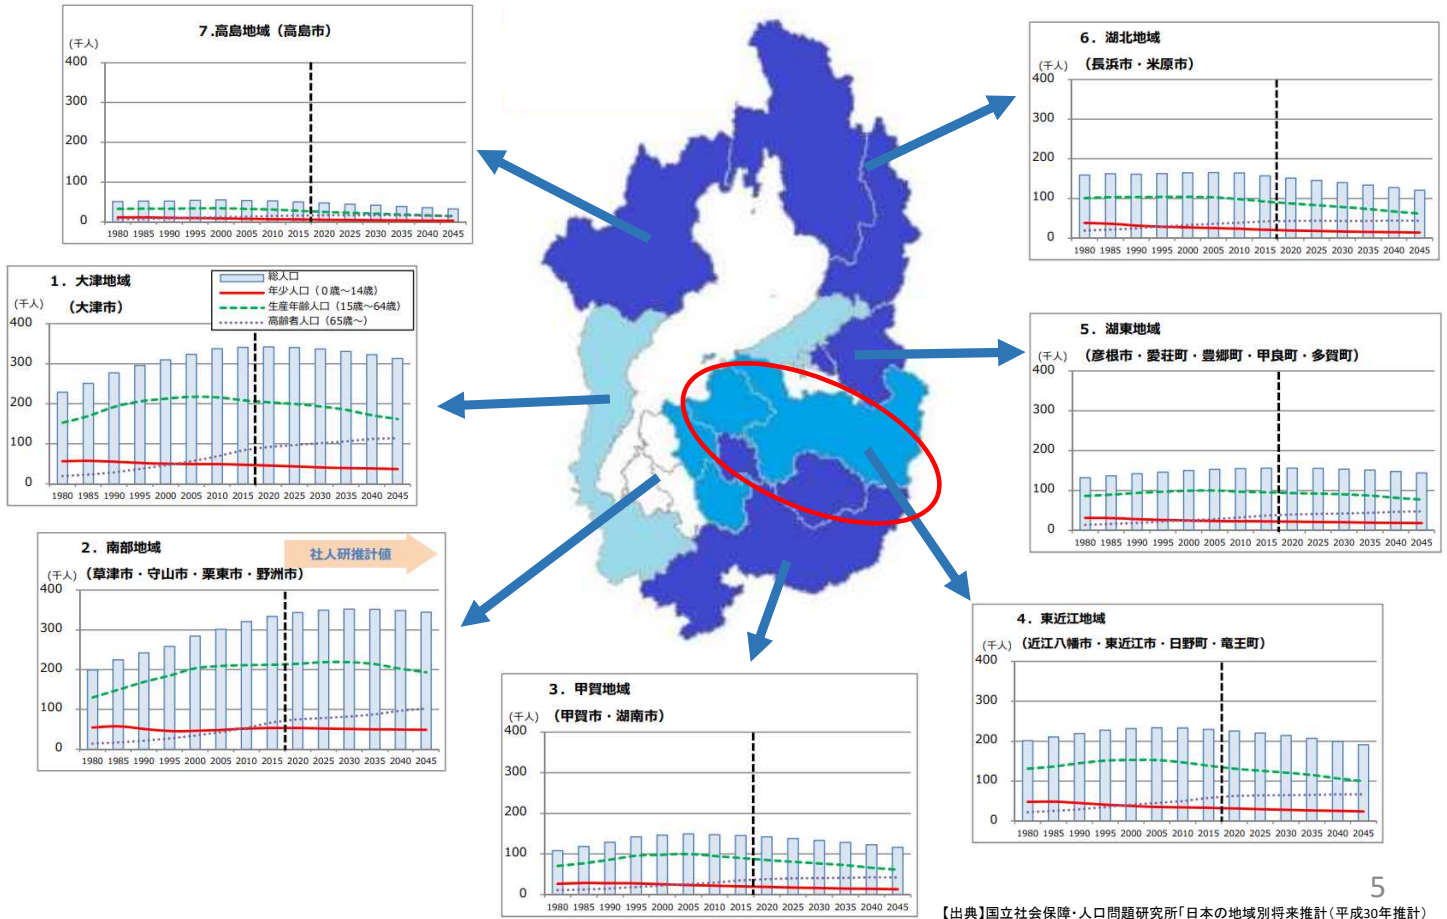 7.高島地域（高島市）
(千人)
400
300
200
100
0
1980 1985 1990 1995 2000 2005 2010 2015 2020 2025 2030 2035 2040 2045
6．湖北地域
(千人)
（長浜市・米原市）
400
300
200
100
0
1980 1985 1990 1995 2000 2005 2010 2015 2020 2025 2030 2035 2040 2045
1．大津地域
(千人)
（大津市）
総人口
年少人口（０歳～14歳）
生産年齢人口（15歳～64歳）
高齢者人口（65歳～）
400
300
200
100
0
1980 1985 1990 1995 2000 2005 2010 2015 2020 2025 2030 2035 2040 2045
5．湖東地域
(千人)
（彦根市・愛荘町・豊郷町・甲良町・多賀町）
400
300
200
100
0
1980 1985 1990 1995 2000 2005 2010 2015 2020 2025 2030 2035 2040 2045
2．南部地域
社人研推計値
(千人)
（草津市・守山市・栗東市・野洲市）
400
300
200
100
0
1980 1985 1990 1995 2000 2005 2010 2015 2020 2025 2030 2035 2040 2045
4．東近江地域
(千人)
（近江八幡市・東近江市・日野町・竜王町）
400
300
200
100
0
1980 1985 1990 1995 2000 2005 2010 2015 2020 2025 2030 2035 2040 2045
3．甲賀地域
(千人)
（甲賀市・湖南市）
400
300
200
100
0
1980 1985 1990 1995 2000 2005 2010 2015 2020 2025 2030 2035 2040 2045
5
【出典】国立社会保障・人口問題研究所「日本の地域別将来推計（平成30年推計）